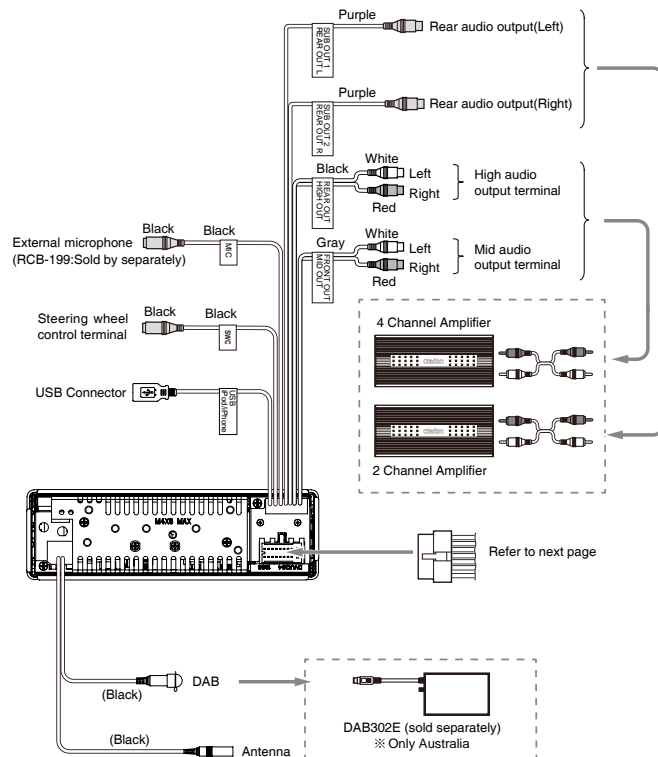 Purple
SUB OUT 1
REAR OUT L
Rear audio output(Left)
Purple
SUB OUT 2
REAR OUT R
Rear audio output(Right)
Black
REAR OUT
HIGH OUT
White
Left
Right
Red
High audio
output terminal
Gray
FRONT OUT
MID OUT
White
Left
Right
Red
Mid audio
output terminal
External microphone
(RCB-199:Sold by separately)
Black
Black
MIC
Steering wheel
control terminal
Black
Black
SWC
USB Connector
USB
iPod/iPhone
4 Channel Amplifier
clarion
clarion
2 Channel Amplifier
M4X8 MAX
Refer to next page
DAB
(Black)
DAB302E (sold separately)
※ Only Australia
(Black)
Antenna